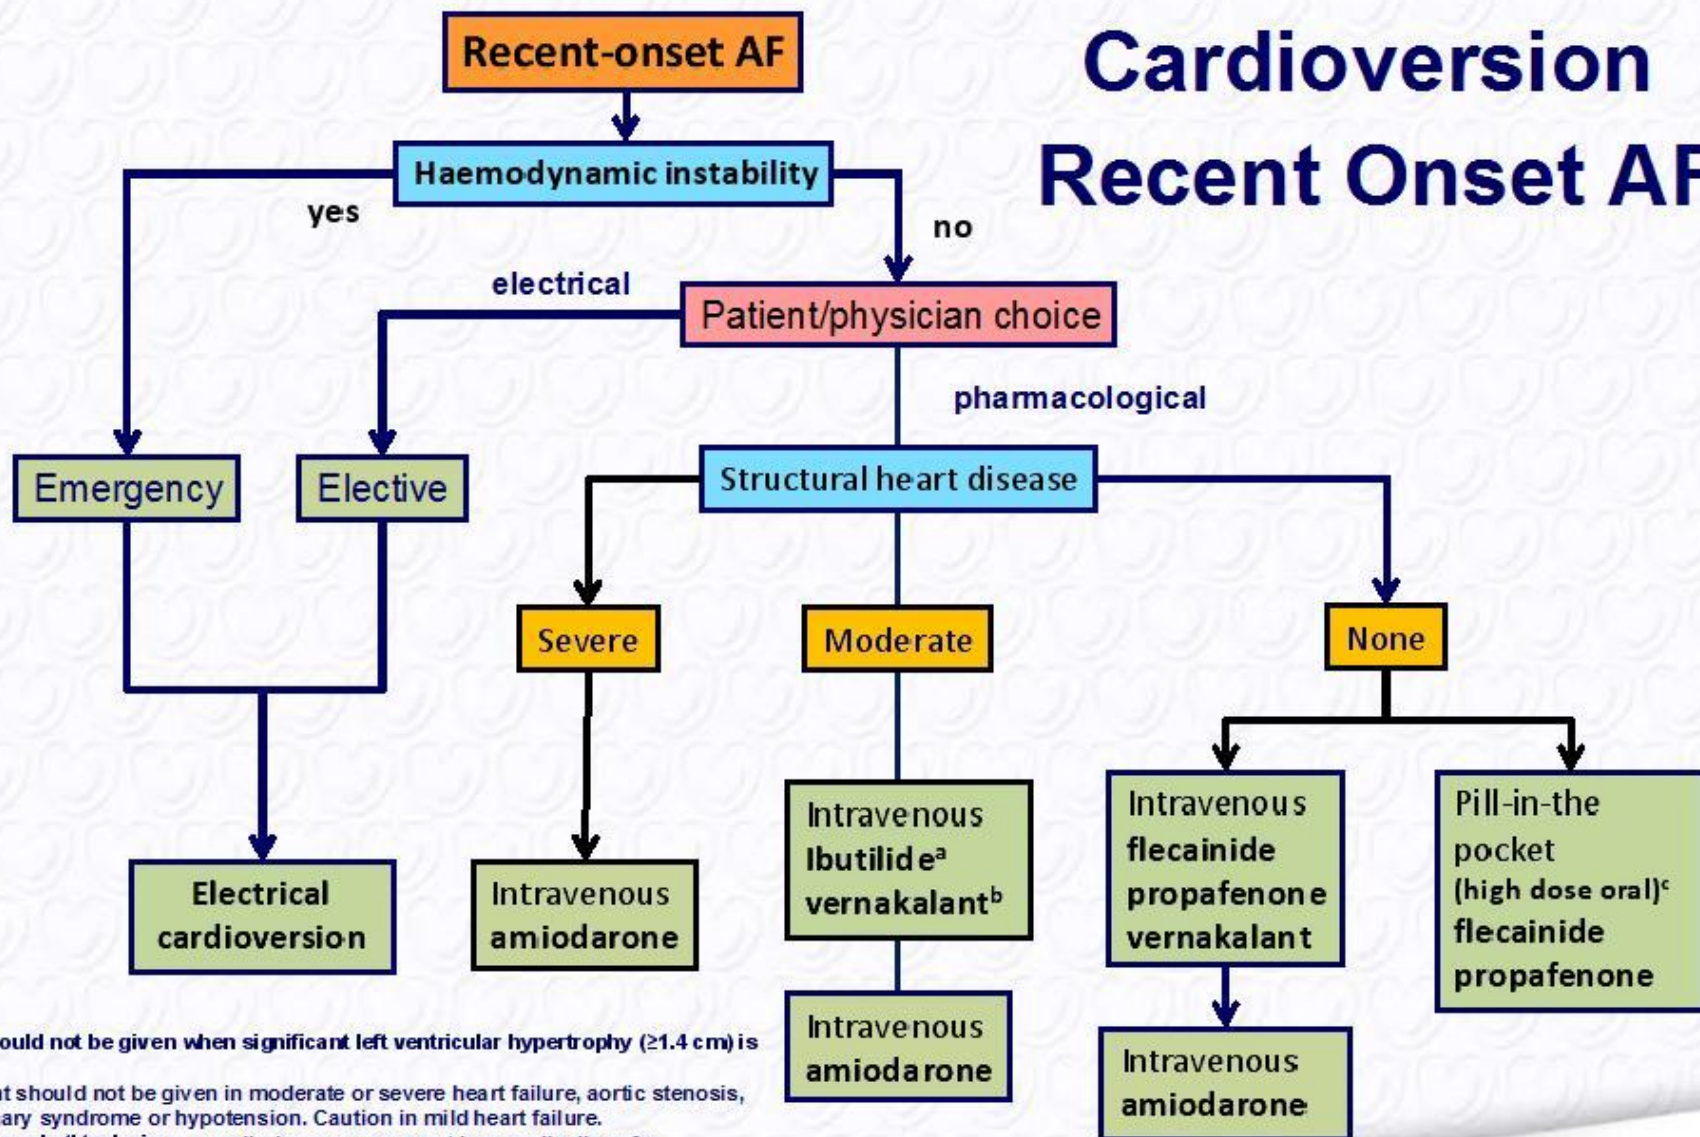 Cardioversion
Recent Onset AF
Recent-onset AF
Haemodynamic instability
yes
no
electrical
Patient/physician choice
pharmacological
Emergency
Elective
Structural heart disease
Severe
Moderate
None
Electrical
cardioversion
Intravenous
amiodarone
Intravenous
Ibutilideᵃ
vernakalantᵇ
Intravenous
amiodarone
Intravenous
flecainide
propafenone
vernakalant
Intravenous
amiodarone
Pill-in-the
pocket
(high dose oral)ᶜ
flecainide
propafenone
should not be given when significant left ventricular hypertrophy (≥1.4 cm) is
should not be given in moderate or severe heart failure, aortic stenosis,
syndrome or hypotension. Caution in mild heart failure.